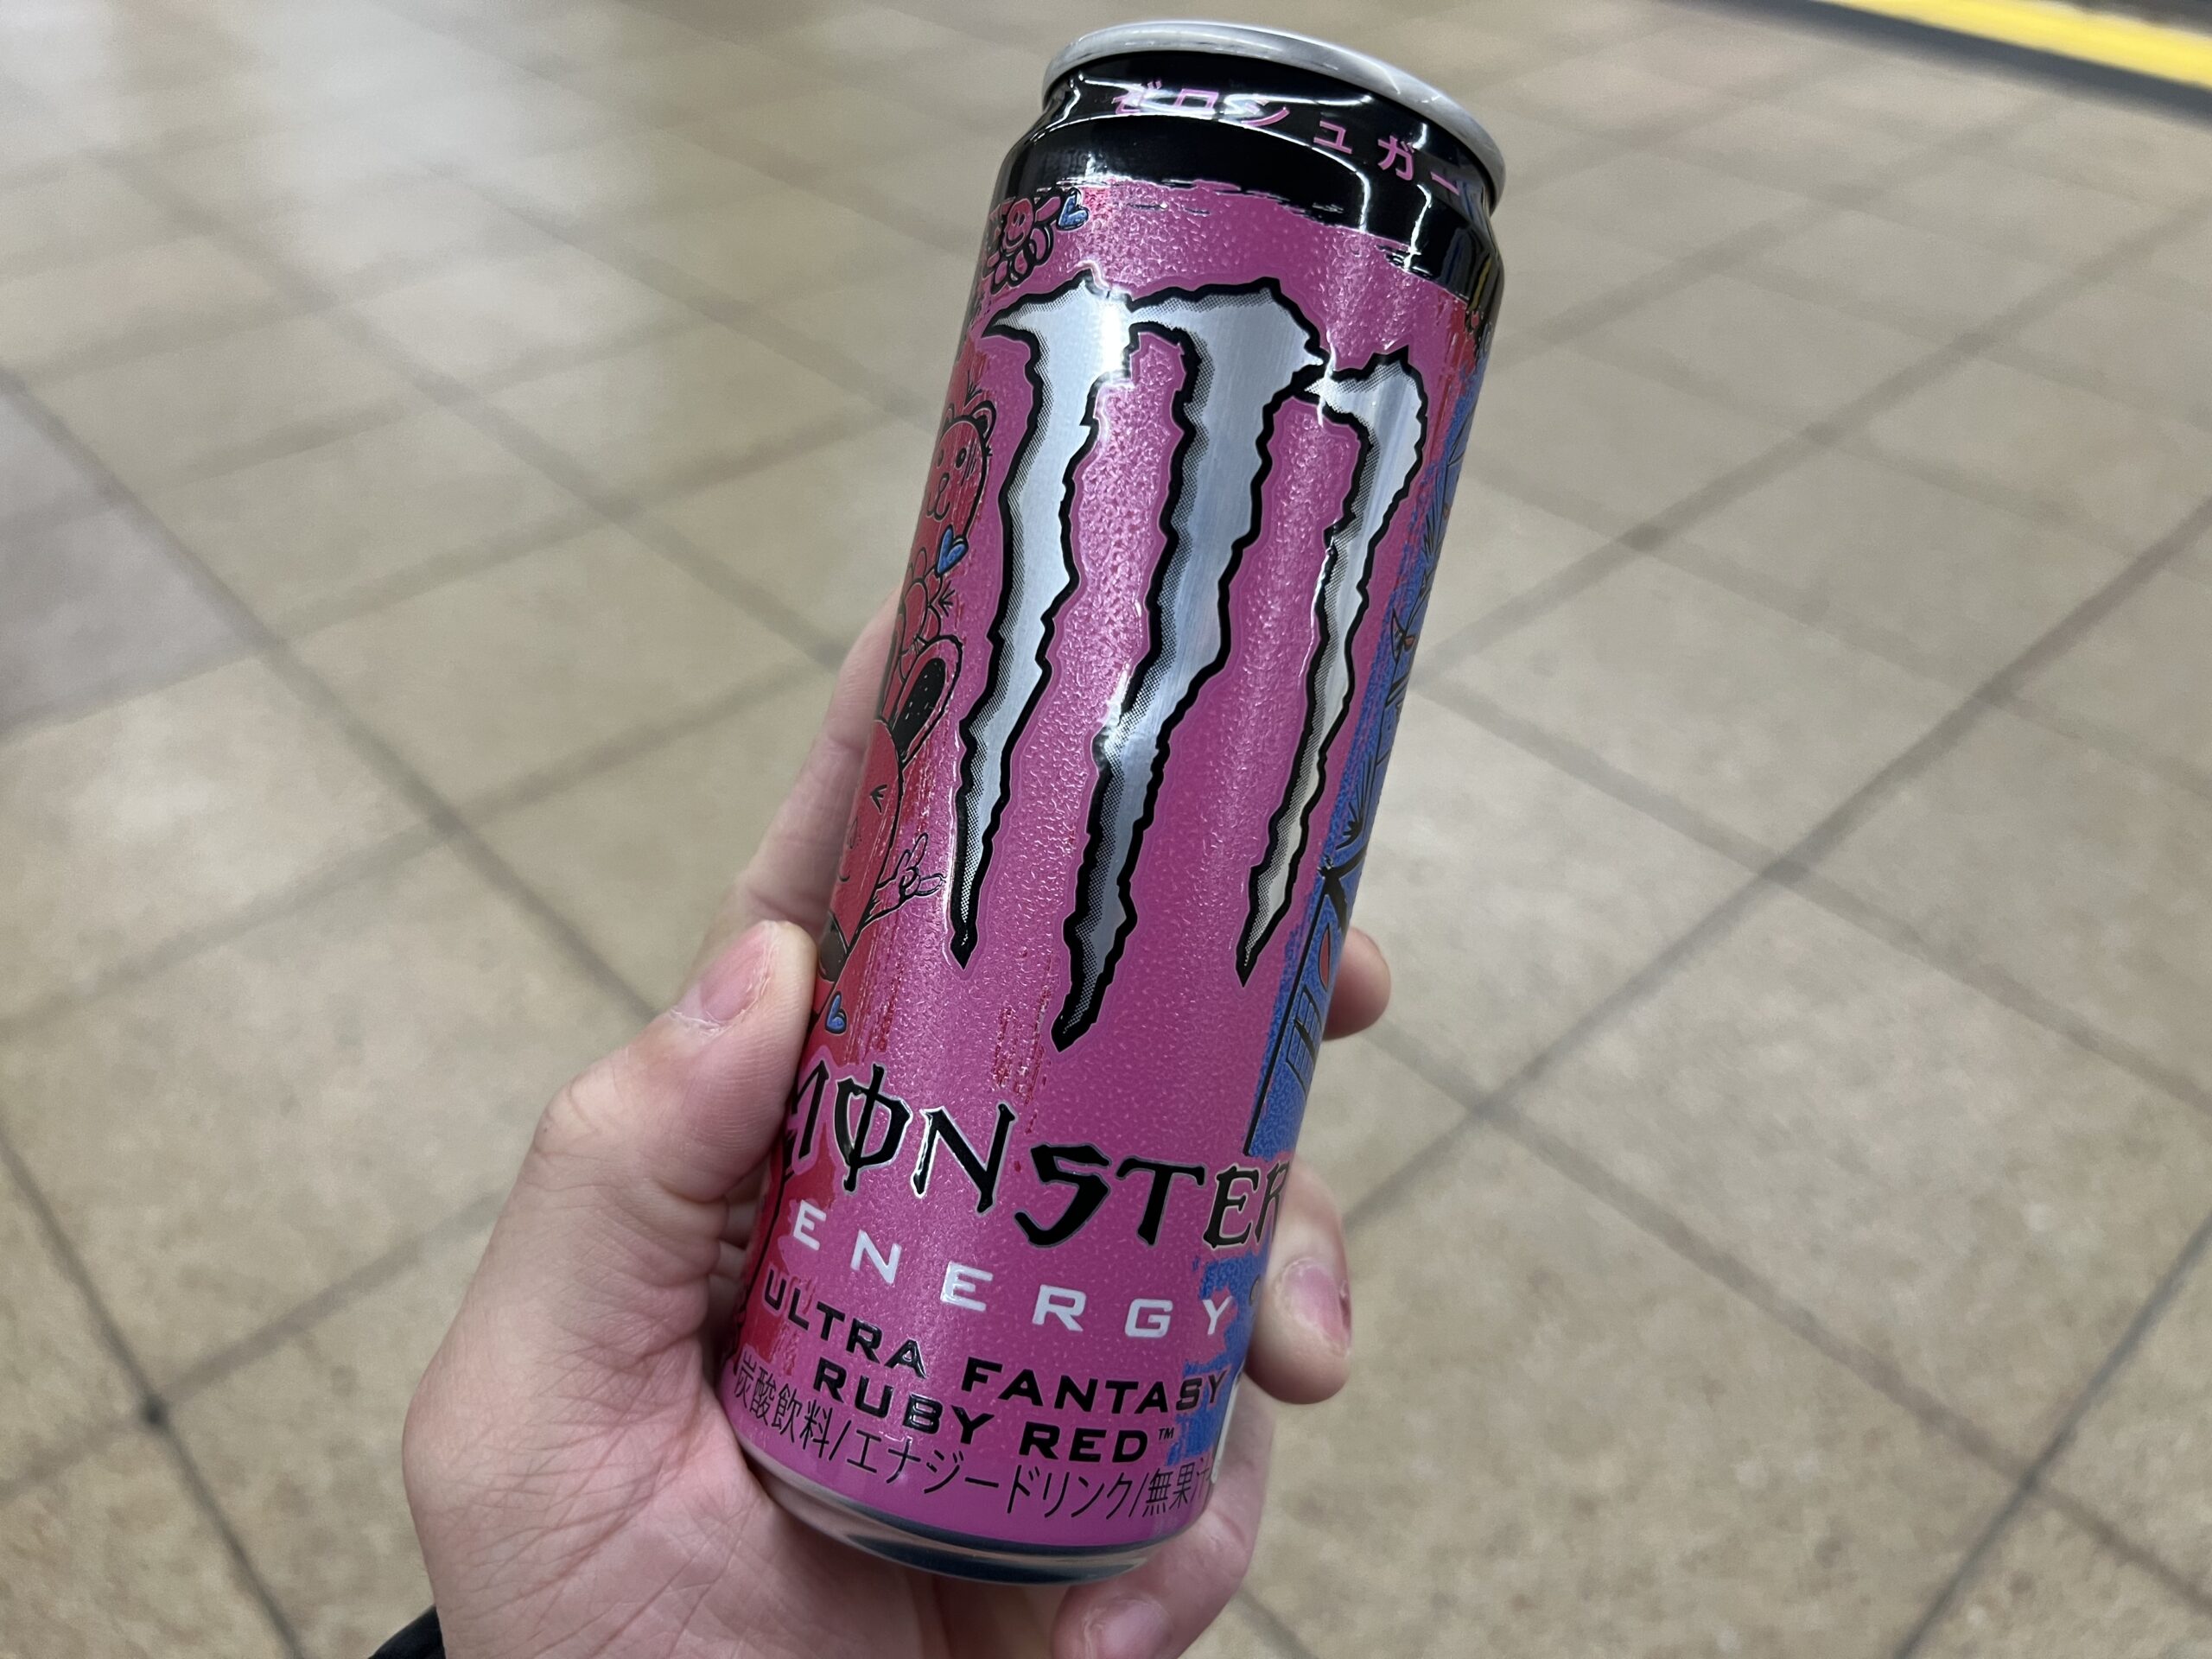 ゼロシュガー
MONSTER
ENERGY
ULTRA FANTASY
RUBY RED™
炭酸飲料/エナジードリンク/無果汁